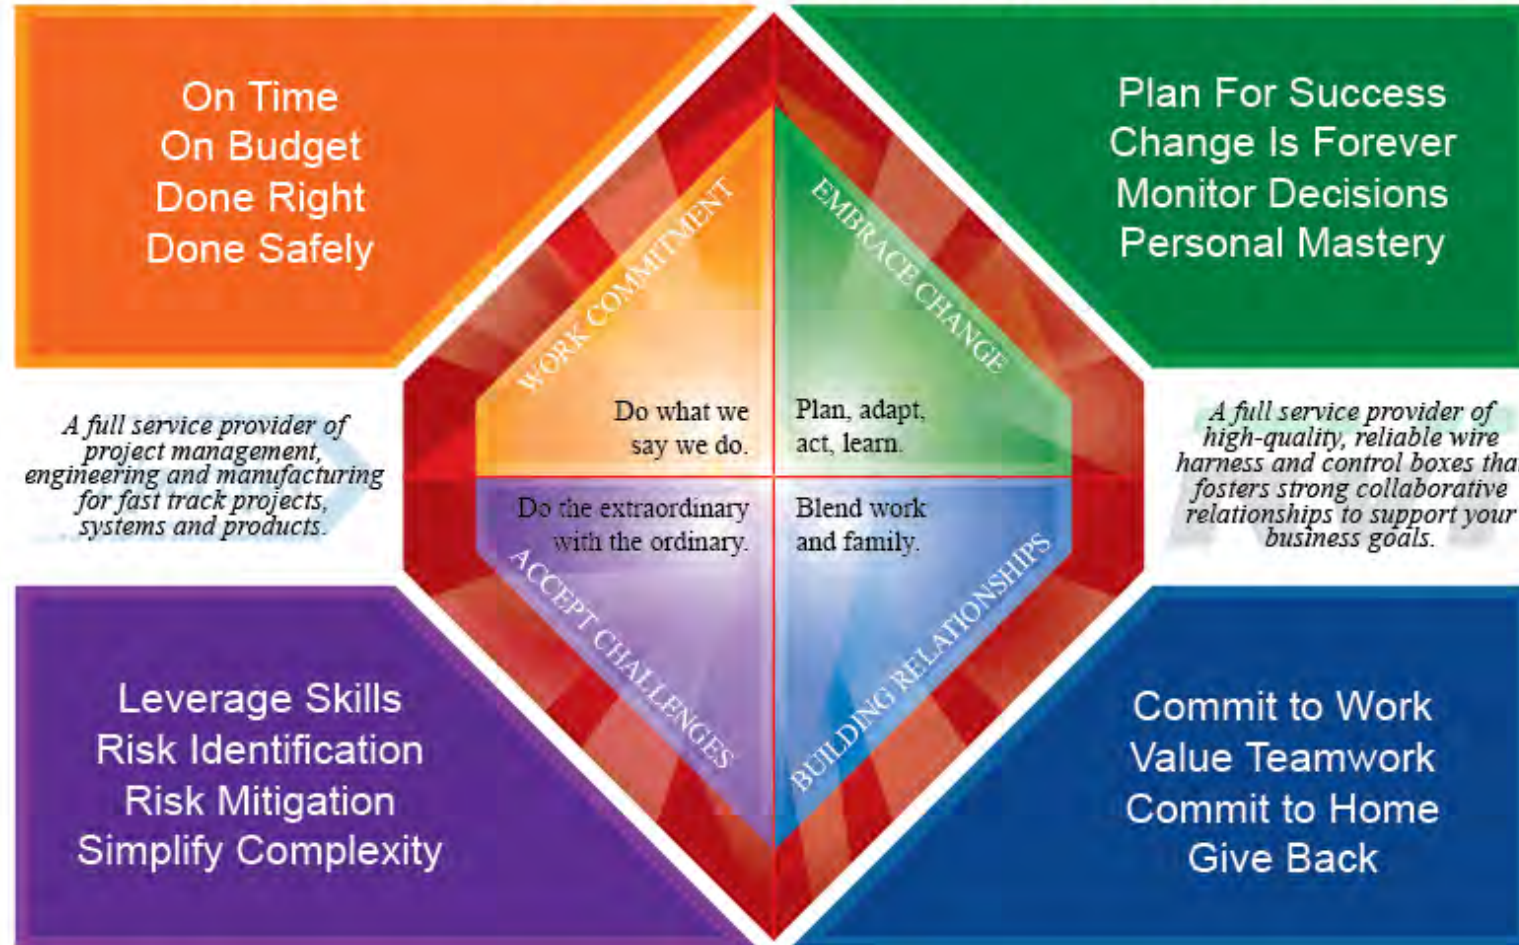 On Time
On Budget
Done Right
Done Safely
Plan For Success
Change Is Forever
Monitor Decisions
Personal Mastery
WORK COMMITMENT
EMBRACE CHANGE
Do what we
say we do.
Plan, adapt,
act, learn.
A full service provider of
project management,
engineering and manufacturing
for fast track projects,
systems and products.
A full service provider of
high-quality, reliable wire
harness and control boxes
fosters strong collaborative
relationships to support your
business goals.
Do the extraordinary
with the ordinary.
Blend work
and family.
ACCEPT CHALLENGES
BUILDING RELATIONSHIPS
Leverage Skills
Risk Identification
Risk Mitigation
Simplify Complexity
Commit to Work
Value Teamwork
Commit to Home
Give Back